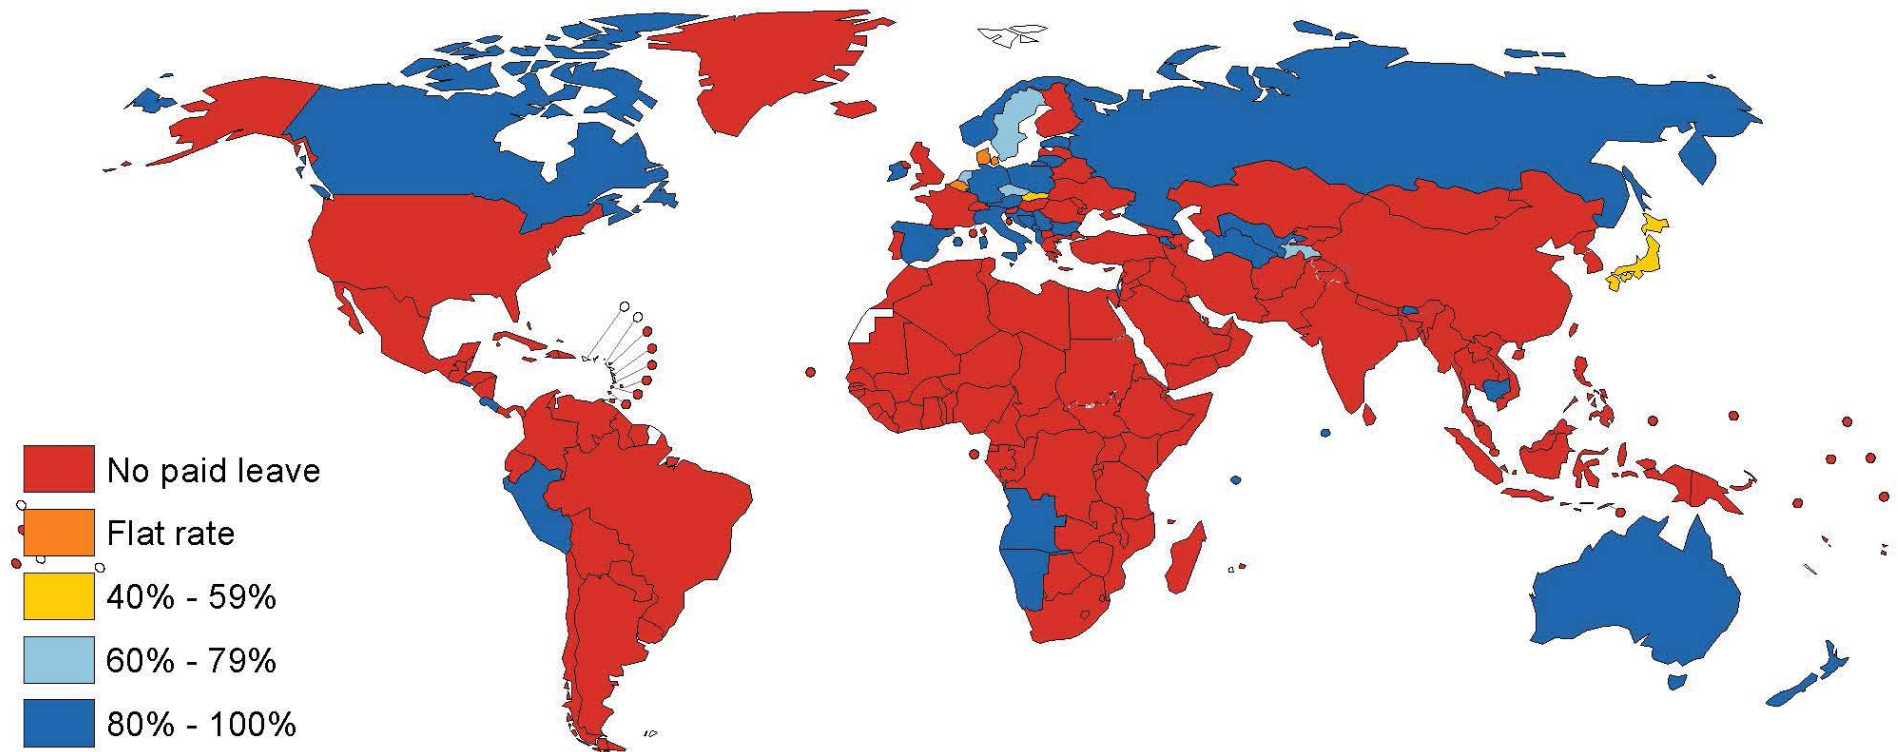 No paid leave
Flat rate
40% - 59%
60% - 79%
80% - 100%